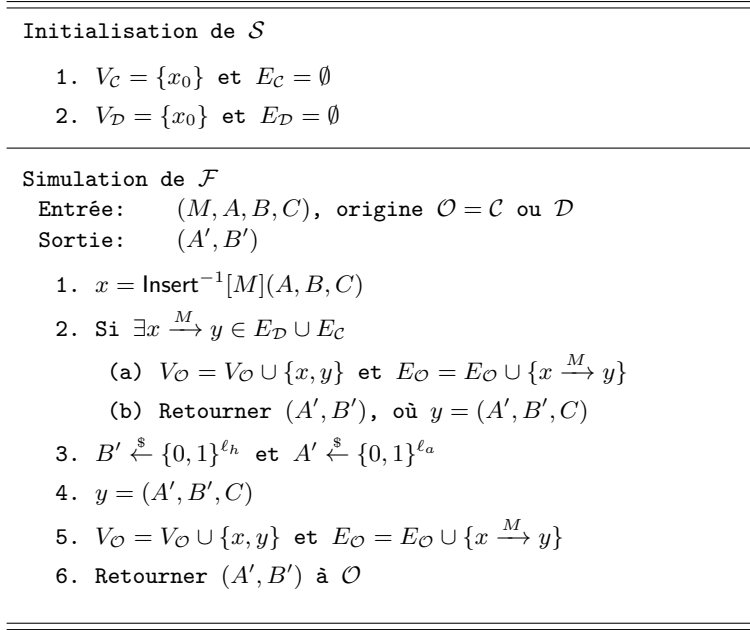 Initialisation de 𝒮
1. V_𝒞 = {x₀} et E_𝒞 = ∅
2. V_𝒟 = {x₀} et E_𝒟 = ∅
Simulation de ℱ
Entrée: (M, A, B, C), origine 𝒪 = 𝒞 ou 𝒟
Sortie: (A′, B′)
1. x = Insert⁻¹[M](A, B, C)
2. Si ∃x —M→ y ∈ E_𝒟 ∪ E_𝒞
(a) V_𝒪 = V_𝒪 ∪ {x, y} et E_𝒪 = E_𝒪 ∪ {x —M→ y}
(b) Retourner (A′, B′), où y = (A′, B′, C)
3. B′ ←$ {0, 1}^{ℓ_h} et A′ ←$ {0, 1}^{ℓ_a}
4. y = (A′, B′, C)
5. V_𝒪 = V_𝒪 ∪ {x, y} et E_𝒪 = E_𝒪 ∪ {x —M→ y}
6. Retourner (A′, B′) à 𝒪